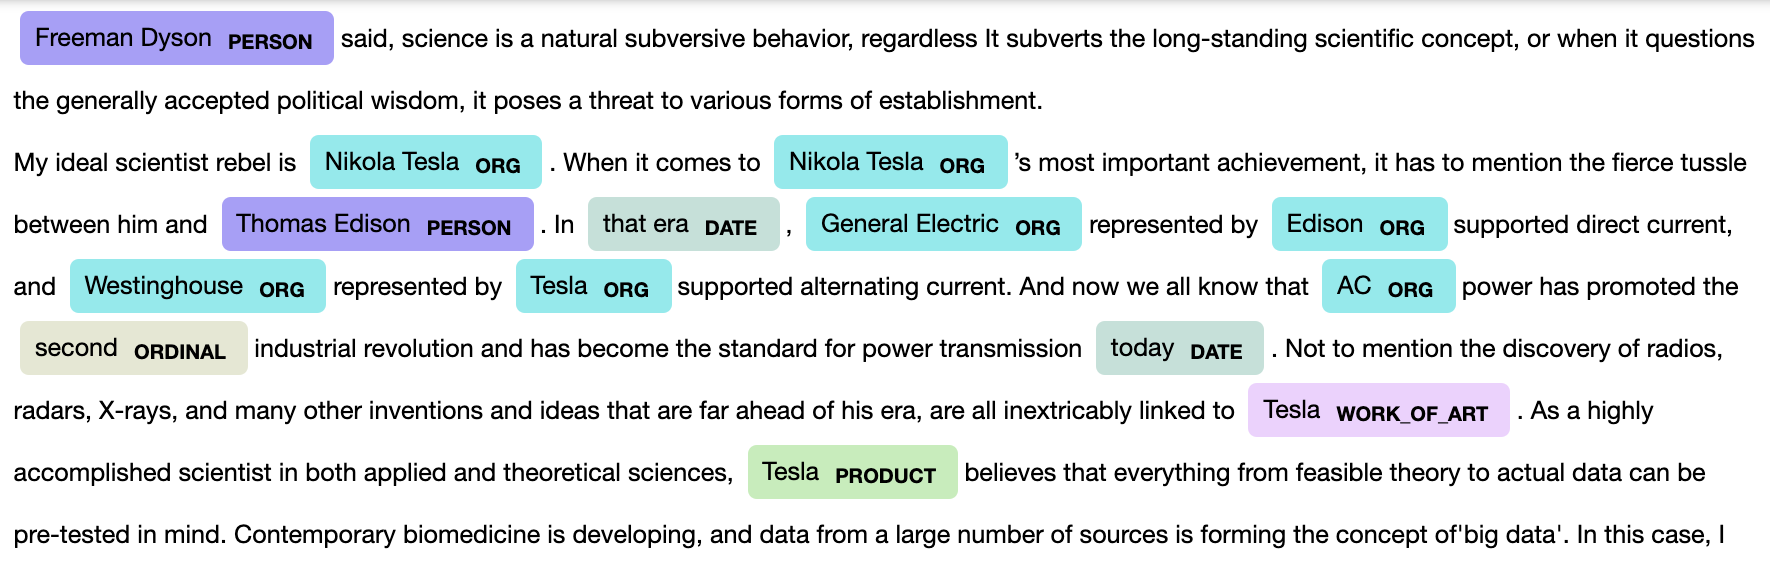 Freeman Dyson PERSON said, science is a natural subversive behavior, regardless It subverts the long-standing scientific concept, or when it questions
the generally accepted political wisdom, it poses a threat to various forms of establishment.
My ideal scientist rebel is Nikola Tesla ORG . When it comes to Nikola Tesla ORG ’s most important achievement, it has to mention the fierce tussle
between him and Thomas Edison PERSON . In that era DATE , General Electric ORG represented by Edison ORG supported direct current,
and Westinghouse ORG represented by Tesla ORG supported alternating current. And now we all know that AC ORG power has promoted the
second ORDINAL industrial revolution and has become the standard for power transmission today DATE . Not to mention the discovery of radios,
radars, X-rays, and many other inventions and ideas that are far ahead of his era, are all inextricably linked to Tesla WORK_OF_ART . As a highly
accomplished scientist in both applied and theoretical sciences, Tesla PRODUCT believes that everything from feasible theory to actual data can be
pre-tested in mind. Contemporary biomedicine is developing, and data from a large number of sources is forming the concept of'big data'. In this case, I